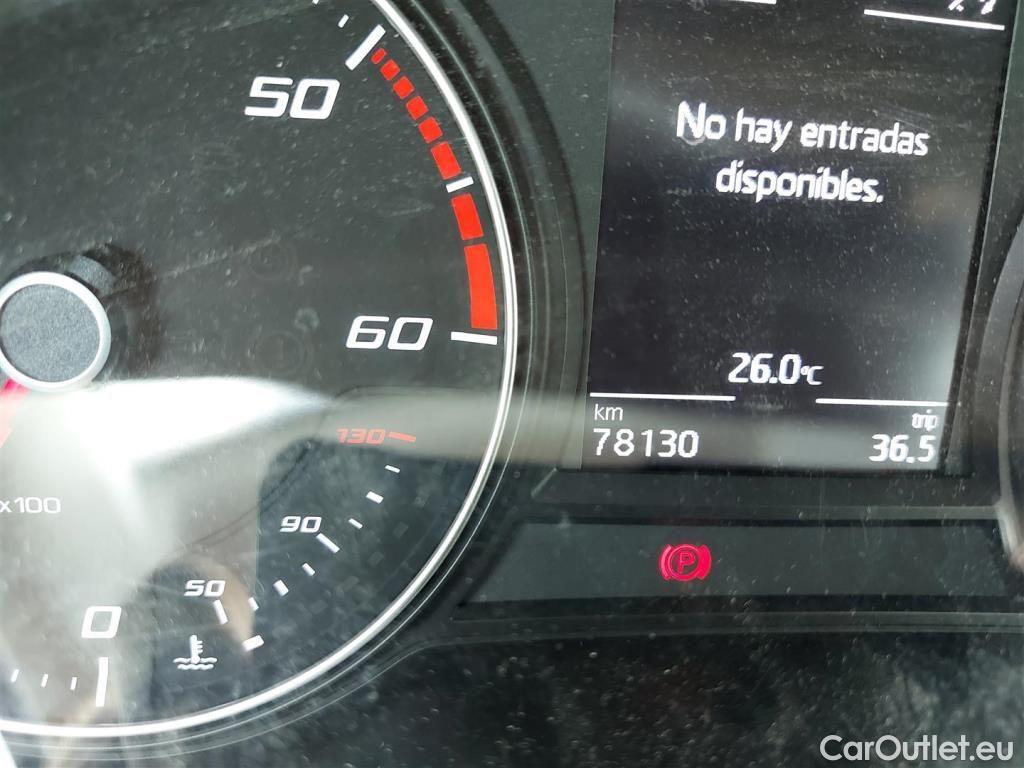 50
No hay entradas
disponibles.
60
26.0°C
km
trip
130
78130
36.5
x100
90
P
50
0
CarOutlet.eu